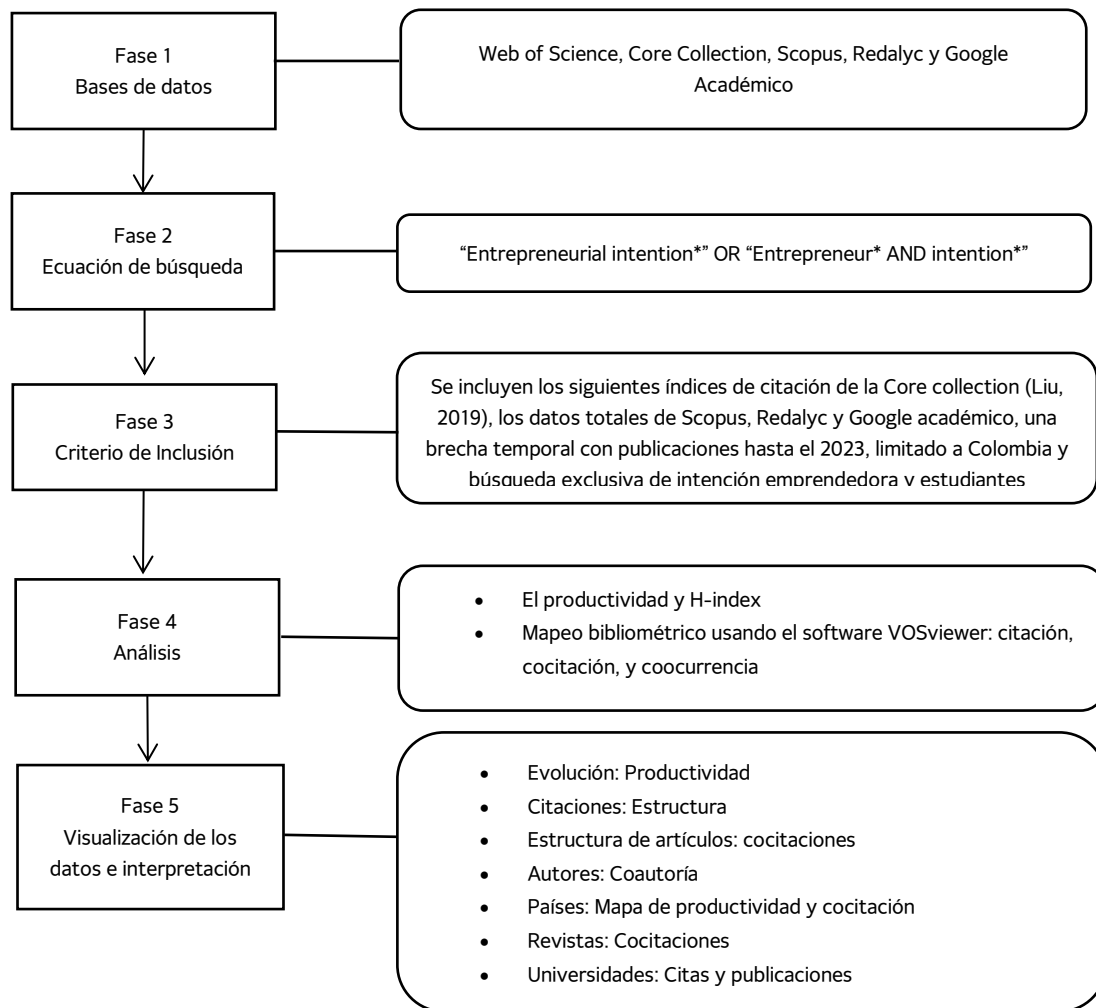 Fase 1
Bases de datos
Web of Science, Core Collection, Scopus, Redalyc y Google
Académico
Fase 2
Ecuación de búsqueda
“Entrepreneurial intention*” OR “Entrepreneur* AND intention*”
Fase 3
Criterio de Inclusión
Se incluyen los siguientes índices de citación de la Core collection (Liu,
2019), los datos totales de Scopus, Redalyc y Google académico, una
brecha temporal con publicaciones hasta el 2023, limitado a Colombia y
búsqueda exclusiva de intención emprendedora y estudiantes
Fase 4
Análisis
• El productividad y H-index
• Mapeo bibliométrico usando el software VOSviewer: citación,
cocitación, y coocurrencia
Fase 5
Visualización de los
datos e interpretación
• Evolución: Productividad
• Citaciones: Estructura
• Estructura de artículos: cocitaciones
• Autores: Coautoría
• Países: Mapa de productividad y cocitación
• Revistas: Cocitaciones
• Universidades: Citas y publicaciones